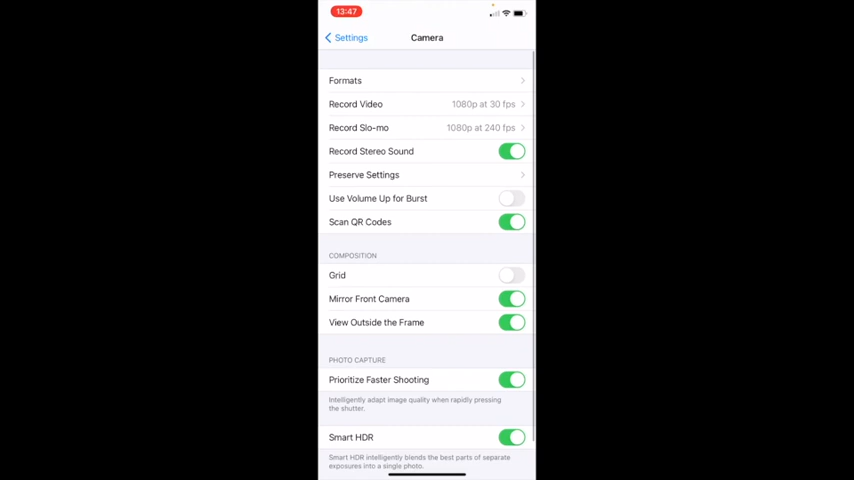 13:47
Settings
Camera
Formats
Record Video 1080p at 30 fps
Record Slo-mo 1080p at 240 fps
Record Stereo Sound
Preserve Settings
Use Volume Up for Burst
Scan QR Codes
COMPOSITION
Grid
Mirror Front Camera
View Outside the Frame
PHOTO CAPTURE
Prioritize Faster Shooting
Intelligently adapt image quality when rapidly pressing
the shutter.
Smart HDR
Smart HDR intelligently blends the best parts of separate
exposures into a single photo.